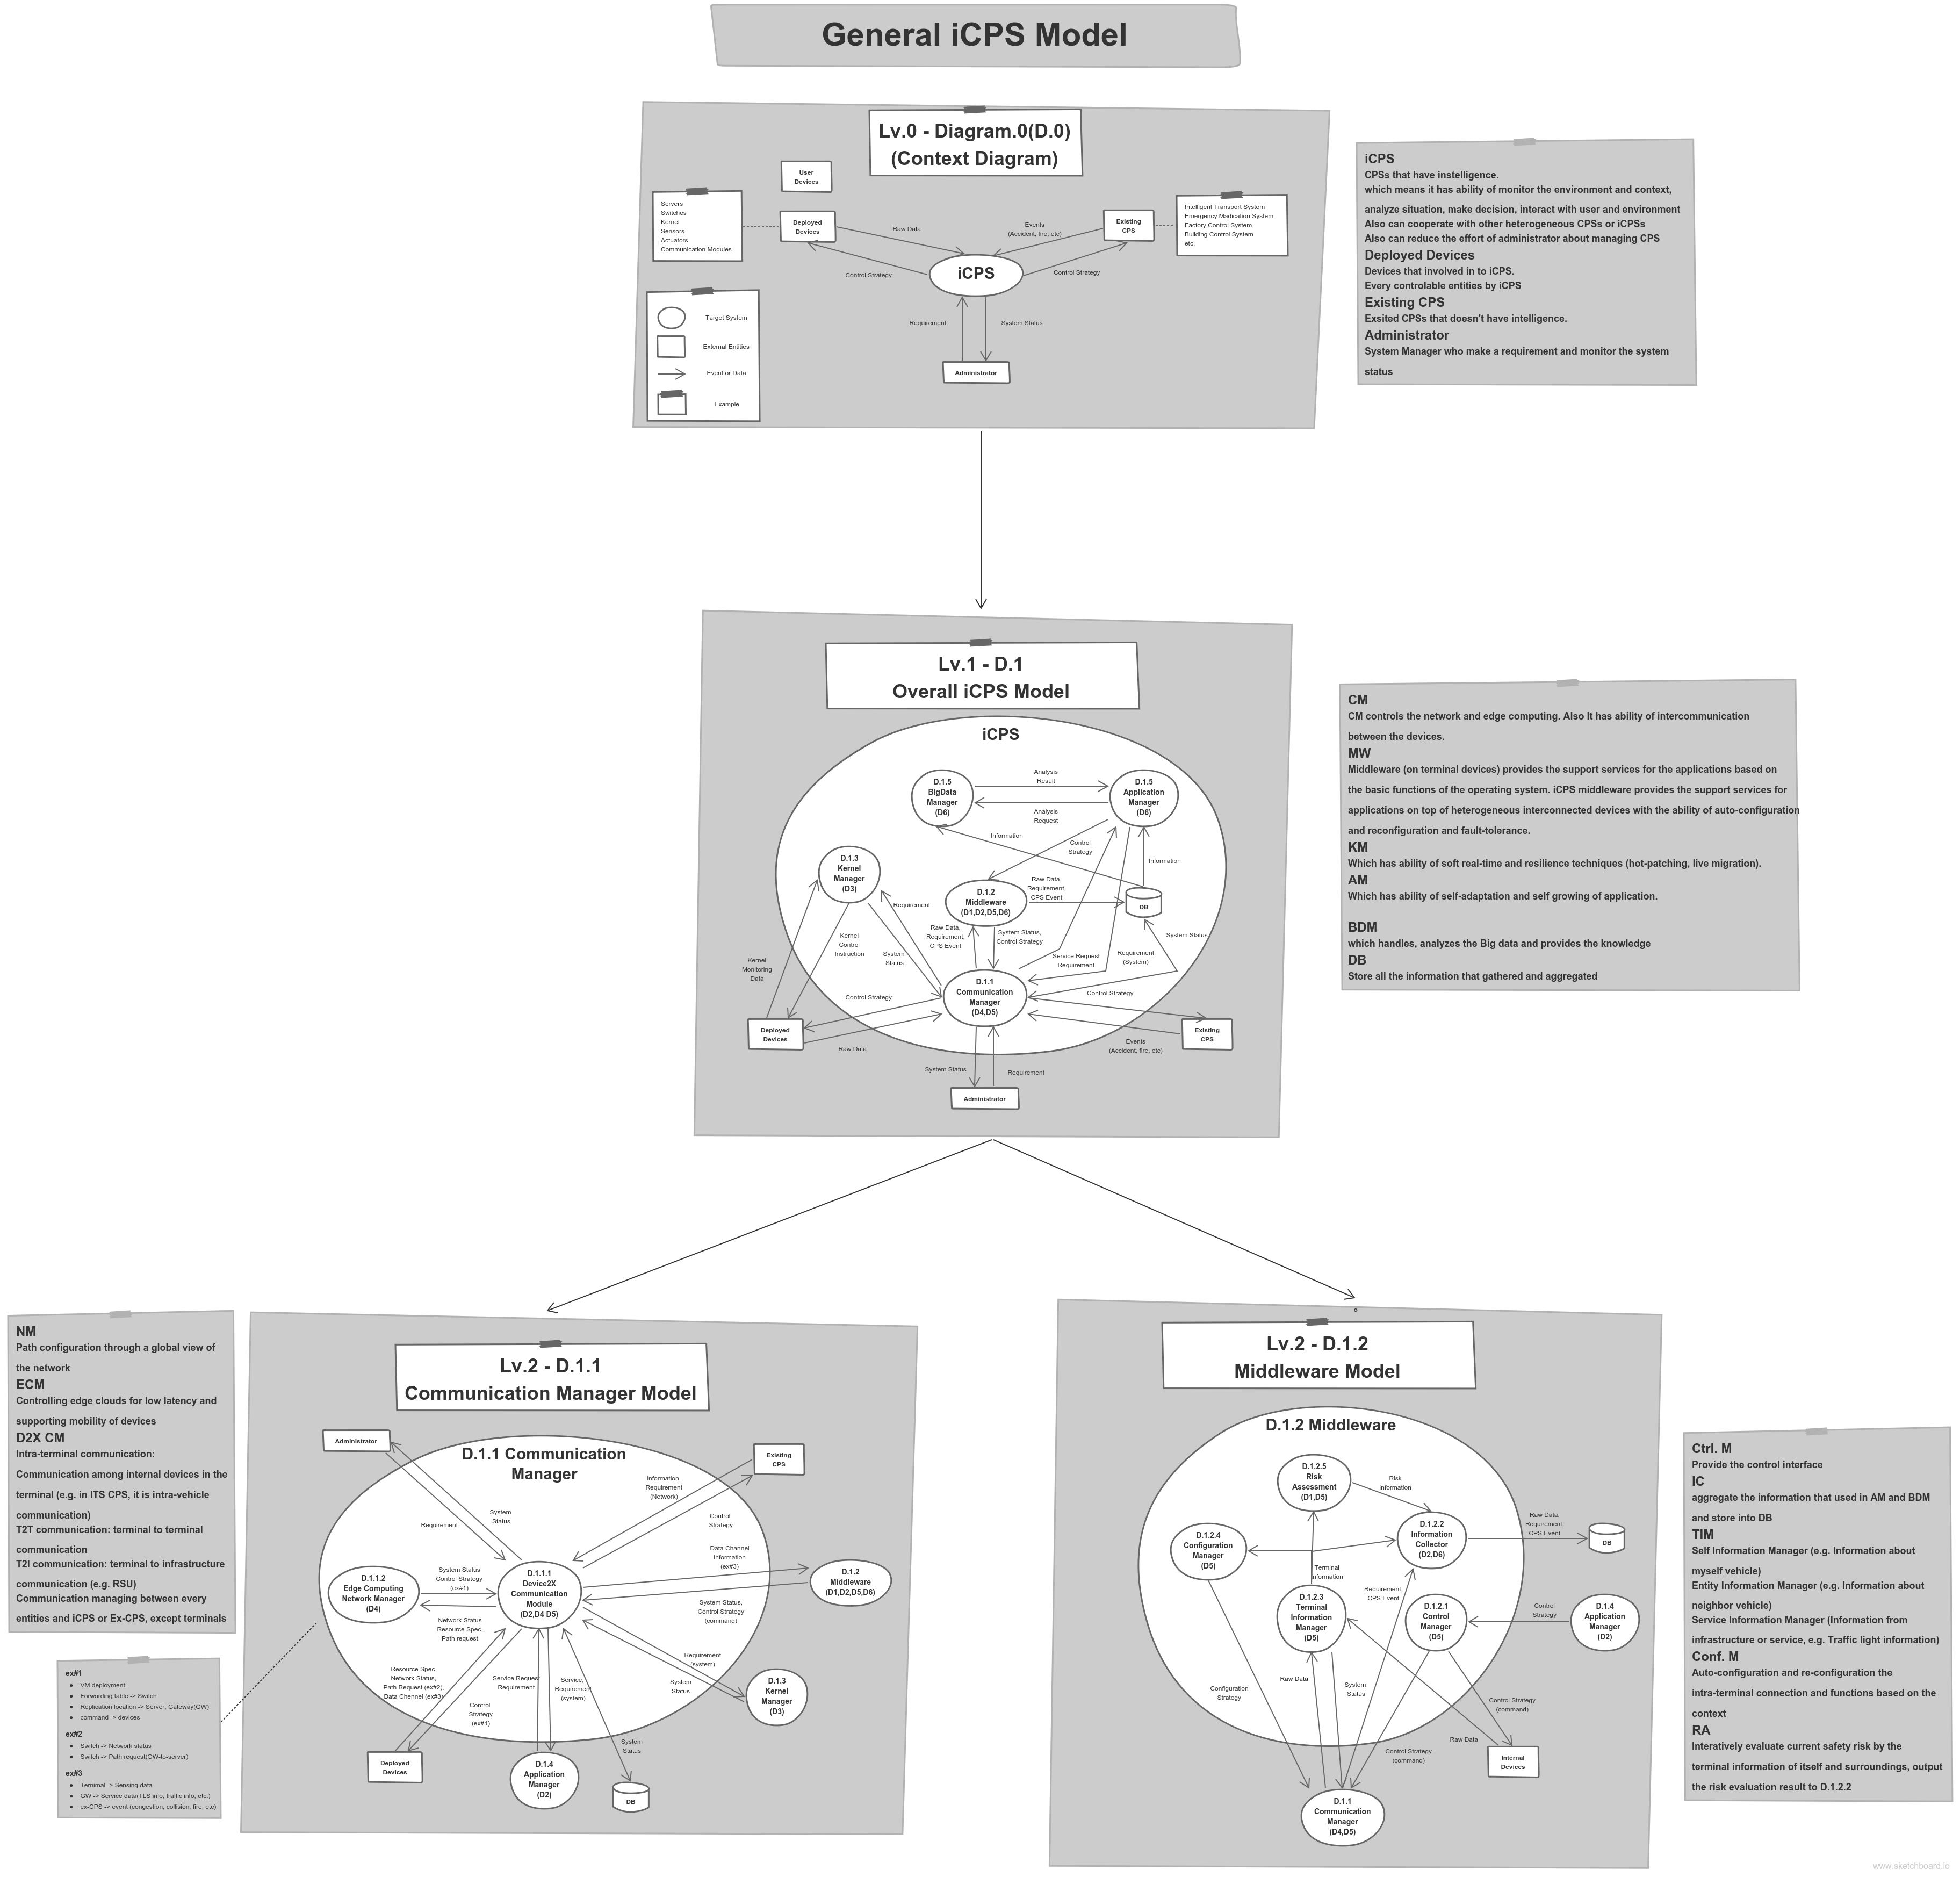 General iCPS Model
Lv.0 - Diagram.0(D.0)
(Context Diagram)
User
Devices
Servers
Switches
Kernel
Sensors
Actuators
Communication Modules
Deployed
Devices
Raw Data
Events
(Accident, fire, etc)
Existing
CPS
Intelligent Transport System
Emergency Madication System
Factory Control System
Building Control System
etc.
iCPS
Control Strategy
Control Strategy
Target System
External Entities
Event or Data
Example
Requirement
System Status
Administrator
iCPS
CPSs that have instelligence.
which means it has ability of monitor the environment and context,
analyze situation, make decision, interact with user and environment
Also can cooperate with other heterogeneous CPSs or iCPSs
Also can reduce the effort of administrator about managing CPS
Deployed Devices
Devices that involved in to iCPS.
Every controlable entities by iCPS
Existing CPS
Exsited CPSs that doesn't have intelligence.
Administrator
System Manager who make a requirement and monitor the system
status
Lv.1 - D.1
Overall iCPS Model
iCPS
D.1.5
BigData
Manager
(D6)
Analysis
Result
Analysis
Request
D.1.5
Application
Manager
(D6)
Information
Control
Strategy
Information
D.1.3
Kernel
Manager
(D3)
D.1.2
Middleware
(D1,D2,D5,D6)
Raw Data,
Requirement,
CPS Event
DB
Requirement
Raw Data,
Requirement,
CPS Event
System Status,
Control Strategy
System Status
Kernel
Control
Instruction
System
Status
Service Request
Requirement
Requirement
(System)
Kernel
Monitoring
Data
D.1.1
Communication
Manager
(D4,D5)
Control Strategy
Control Strategy
Deployed
Devices
Raw Data
Existing
CPS
Events
(Accident, fire, etc)
System Status
Requirement
Administrator
CM
CM controls the network and edge computing. Also It has ability of intercommunication
between the devices.
MW
Middleware (on terminal devices) provides the support services for the applications based on
the basic functions of the operating system. iCPS middleware provides the support services for
applications on top of heterogeneous interconnected devices with the ability of auto-configuration
and reconfiguration and fault-tolerance.
KM
Which has ability of soft real-time and resilience techniques (hot-patching, live migration).
AM
Which has ability of self-adaptation and self growing of application.
BDM
which handles, analyzes the Big data and provides the knowledge
DB
Store all the information that gathered and aggregated
NM
Path configuration through a global view of
the network
ECM
Controlling edge clouds for low latency and
supporting mobility of devices
D2X CM
Intra-terminal communication:
Communication among internal devices in the
terminal (e.g. in ITS CPS, it is intra-vehicle
communication)
T2T communication: terminal to terminal
communication
T2I communication: terminal to infrastructure
communication (e.g. RSU)
Communication managing between every
entities and iCPS or Ex-CPS, except terminals
ex#1
● VM deployment,
● Forwording table -> Switch
● Replication location -> Server, Gateway(GW)
● command -> devices
ex#2
● Switch -> Network status
● Switch -> Path request(GW-to-server)
ex#3
● Ternimal -> Sensing data
● GW -> Service data(TLS info, traffic info, etc.)
● ex-CPS -> event (congestion, collision, fire, etc)
Lv.2 - D.1.1
Communication Manager Model
Administrator
D.1.1 Communication
Manager
Existing
CPS
Information,
Requirement
(Network)
Requirement
System
Status
Control
Strategy
Data Channel
Information
(ex#3)
D.1.1.2
Edge Computing
Network Manager
(D4)
System Status
Control Strategy
(ex#1)
Network Status
Resource Spec.
Path request
D.1.1.1
Device2X
Communication
Module
(D2,D4 D5)
D.1.2
Middleware
(D1,D2,D5,D6)
System Status,
Control Strategy
(command)
Requirement
(system)
System
Status
D.1.3
Kernel
Manager
(D3)
Resource Spec.
Network Status,
Path Request (ex#2),
Data Channel (ex#3)
Control
Strategy
(ex#1)
Service Request
Requirement
Service,
Requirement
(system)
System
Status
Deployed
Devices
D.1.4
Application
Manager
(D2)
DB
Lv.2 - D.1.2
Middleware Model
D.1.2 Middleware
D.1.2.5
Risk
Assessment
(D1,D5)
Risk
Information
D.1.2.4
Configuration
Manager
(D5)
D.1.2.2
Information
Collector
(D2,D6)
Raw Data,
Requirement,
CPS Event
DB
Terminal
Information
Requirement,
CPS Event
D.1.2.3
Terminal
Information
Manager
(D5)
D.1.2.1
Control
Manager
(D5)
Control
Strategy
D.1.4
Application
Manager
(D2)
Configuration
Strategy
Raw Data
System
Status
Control Strategy
(command)
Raw Data
Control Strategy
(command)
Internal
Devices
D.1.1
Communication
Manager
(D4,D5)
Ctrl. M
Provide the control interface
IC
aggregate the information that used in AM and BDM
and store into DB
TIM
Self Information Manager (e.g. Information about
myself vehicle)
Entity Information Manager (e.g. Information about
neighbor vehicle)
Service Information Manager (Information from
infrastructure or service, e.g. Traffic light information)
Conf. M
Auto-configuration and re-configuration the
intra-terminal connection and functions based on the
context
RA
Interatively evaluate current safety risk by the
terminal information of itself and surroundings, output
the risk evaluation result to D.1.2.2
www.sketchboard.io